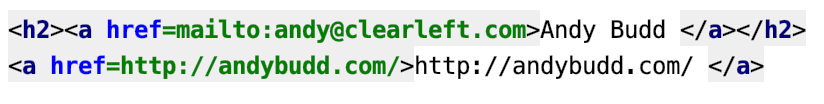 <h2><a href=mailto:andy@clearleft.com>Andy Budd </a></h2>
<a href=http://andybudd.com/>http://andybudd.com/ </a>